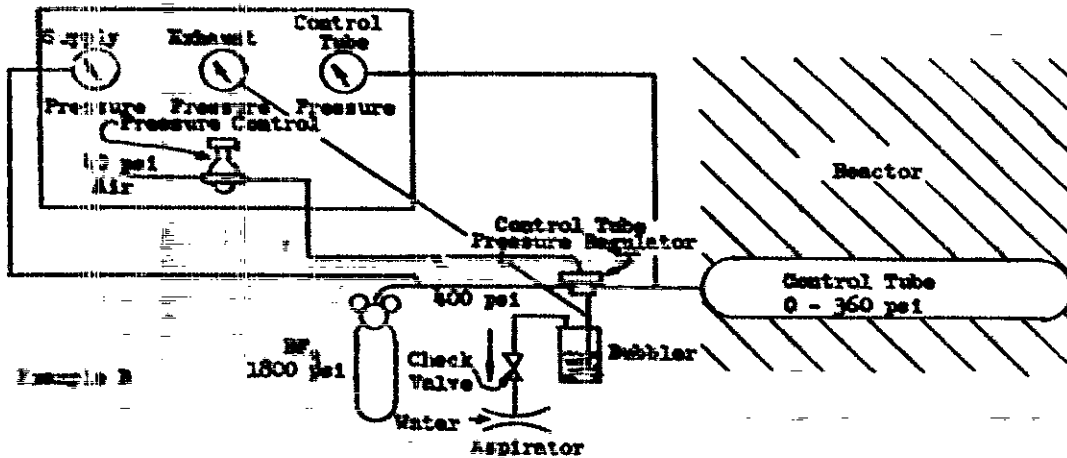 Supply
Exhaust
Control
Tube
Pressure
Pressure
Pressure
Pressure Control
psi
Air
Reactor
Control Tube
Pressure Regulator
Control Tube
0 - 360 psi
400 psi
Bubbler
1800 psi
Check
Valve
Example B
Water
Aspirator